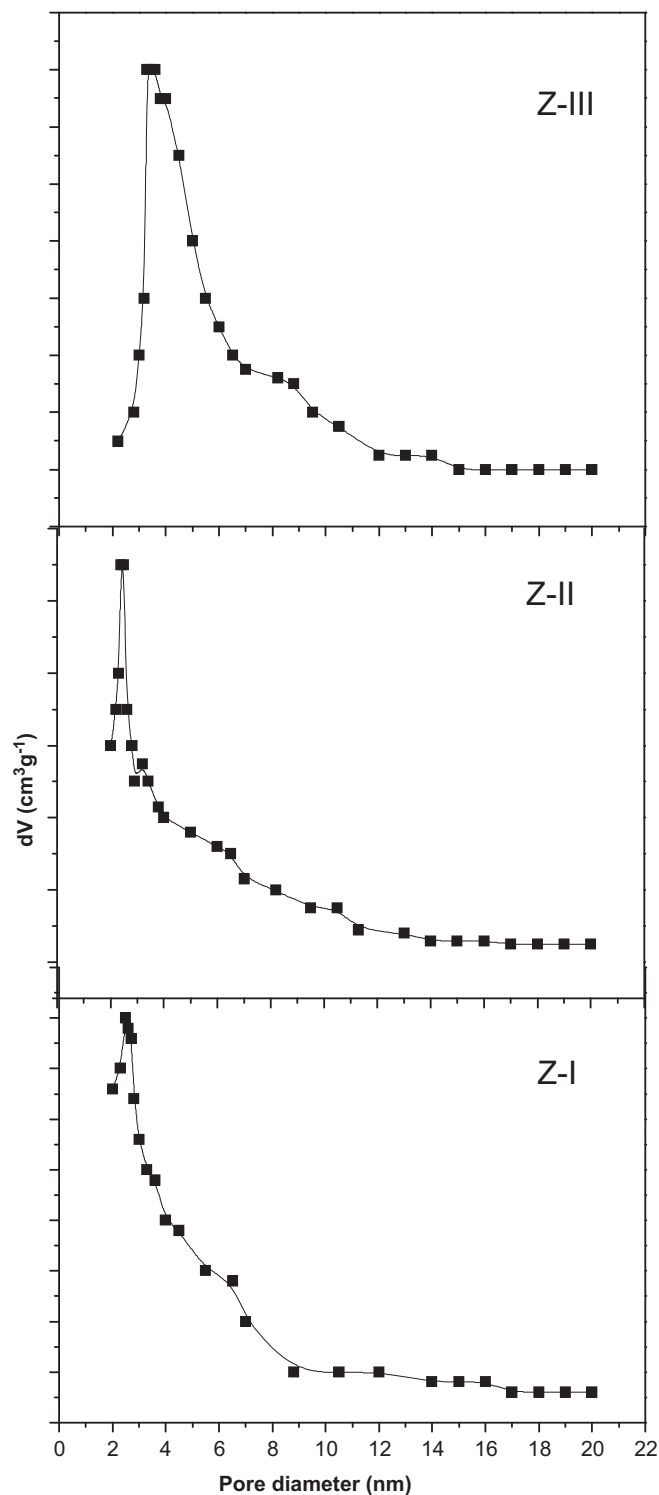 Z-III
Z-II
dV (cm³g⁻¹)
Z-I
0 2 4 6 8 10 12 14 16 18 20 22
Pore diameter (nm)